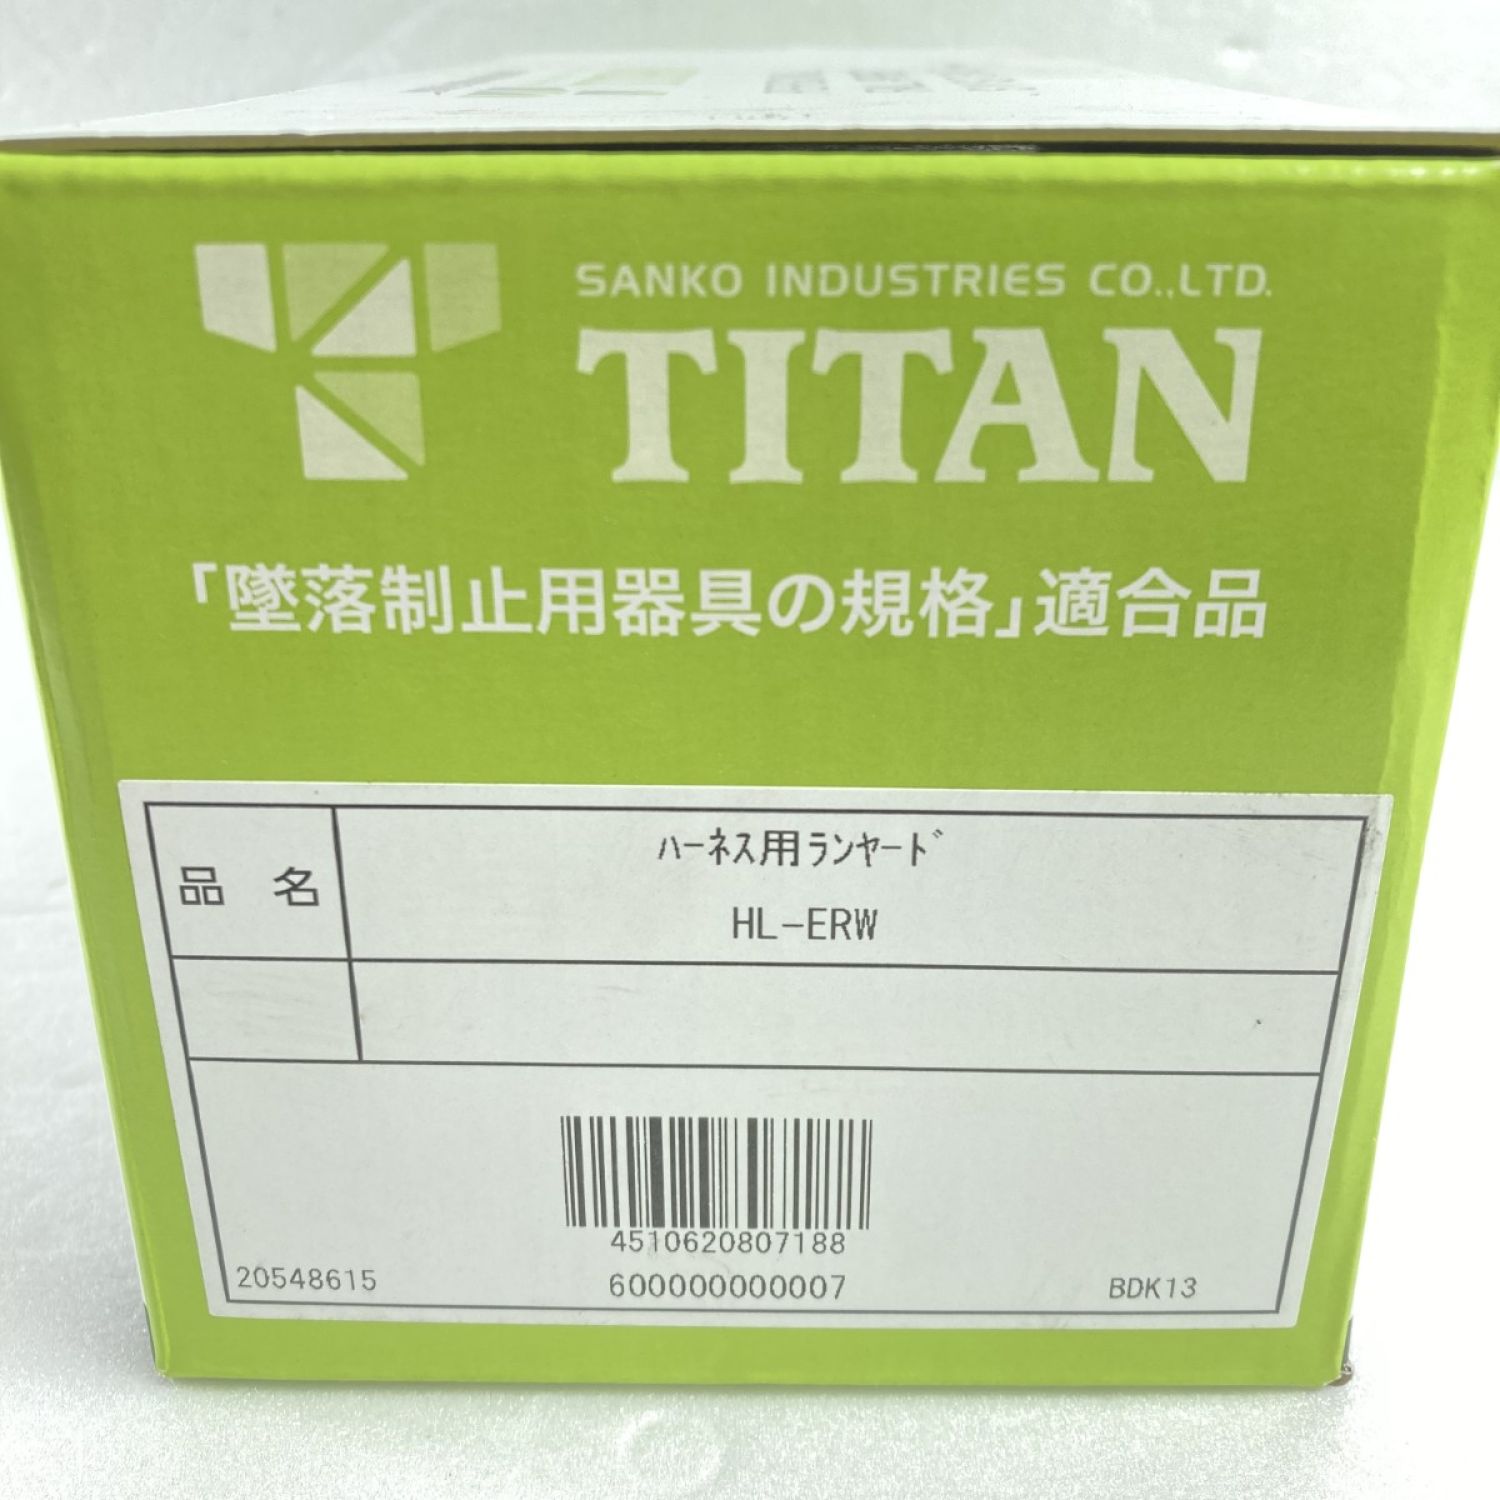 SANKO INDUSTRIES CO.,LTD.
TITAN
「墜落制止用器具の規格」適合品
品 名
ﾊｰﾈｽ用ﾗﾝﾔｰﾄﾞ
HL-ERW
4510620807188
20548615
600000000007
BDK13